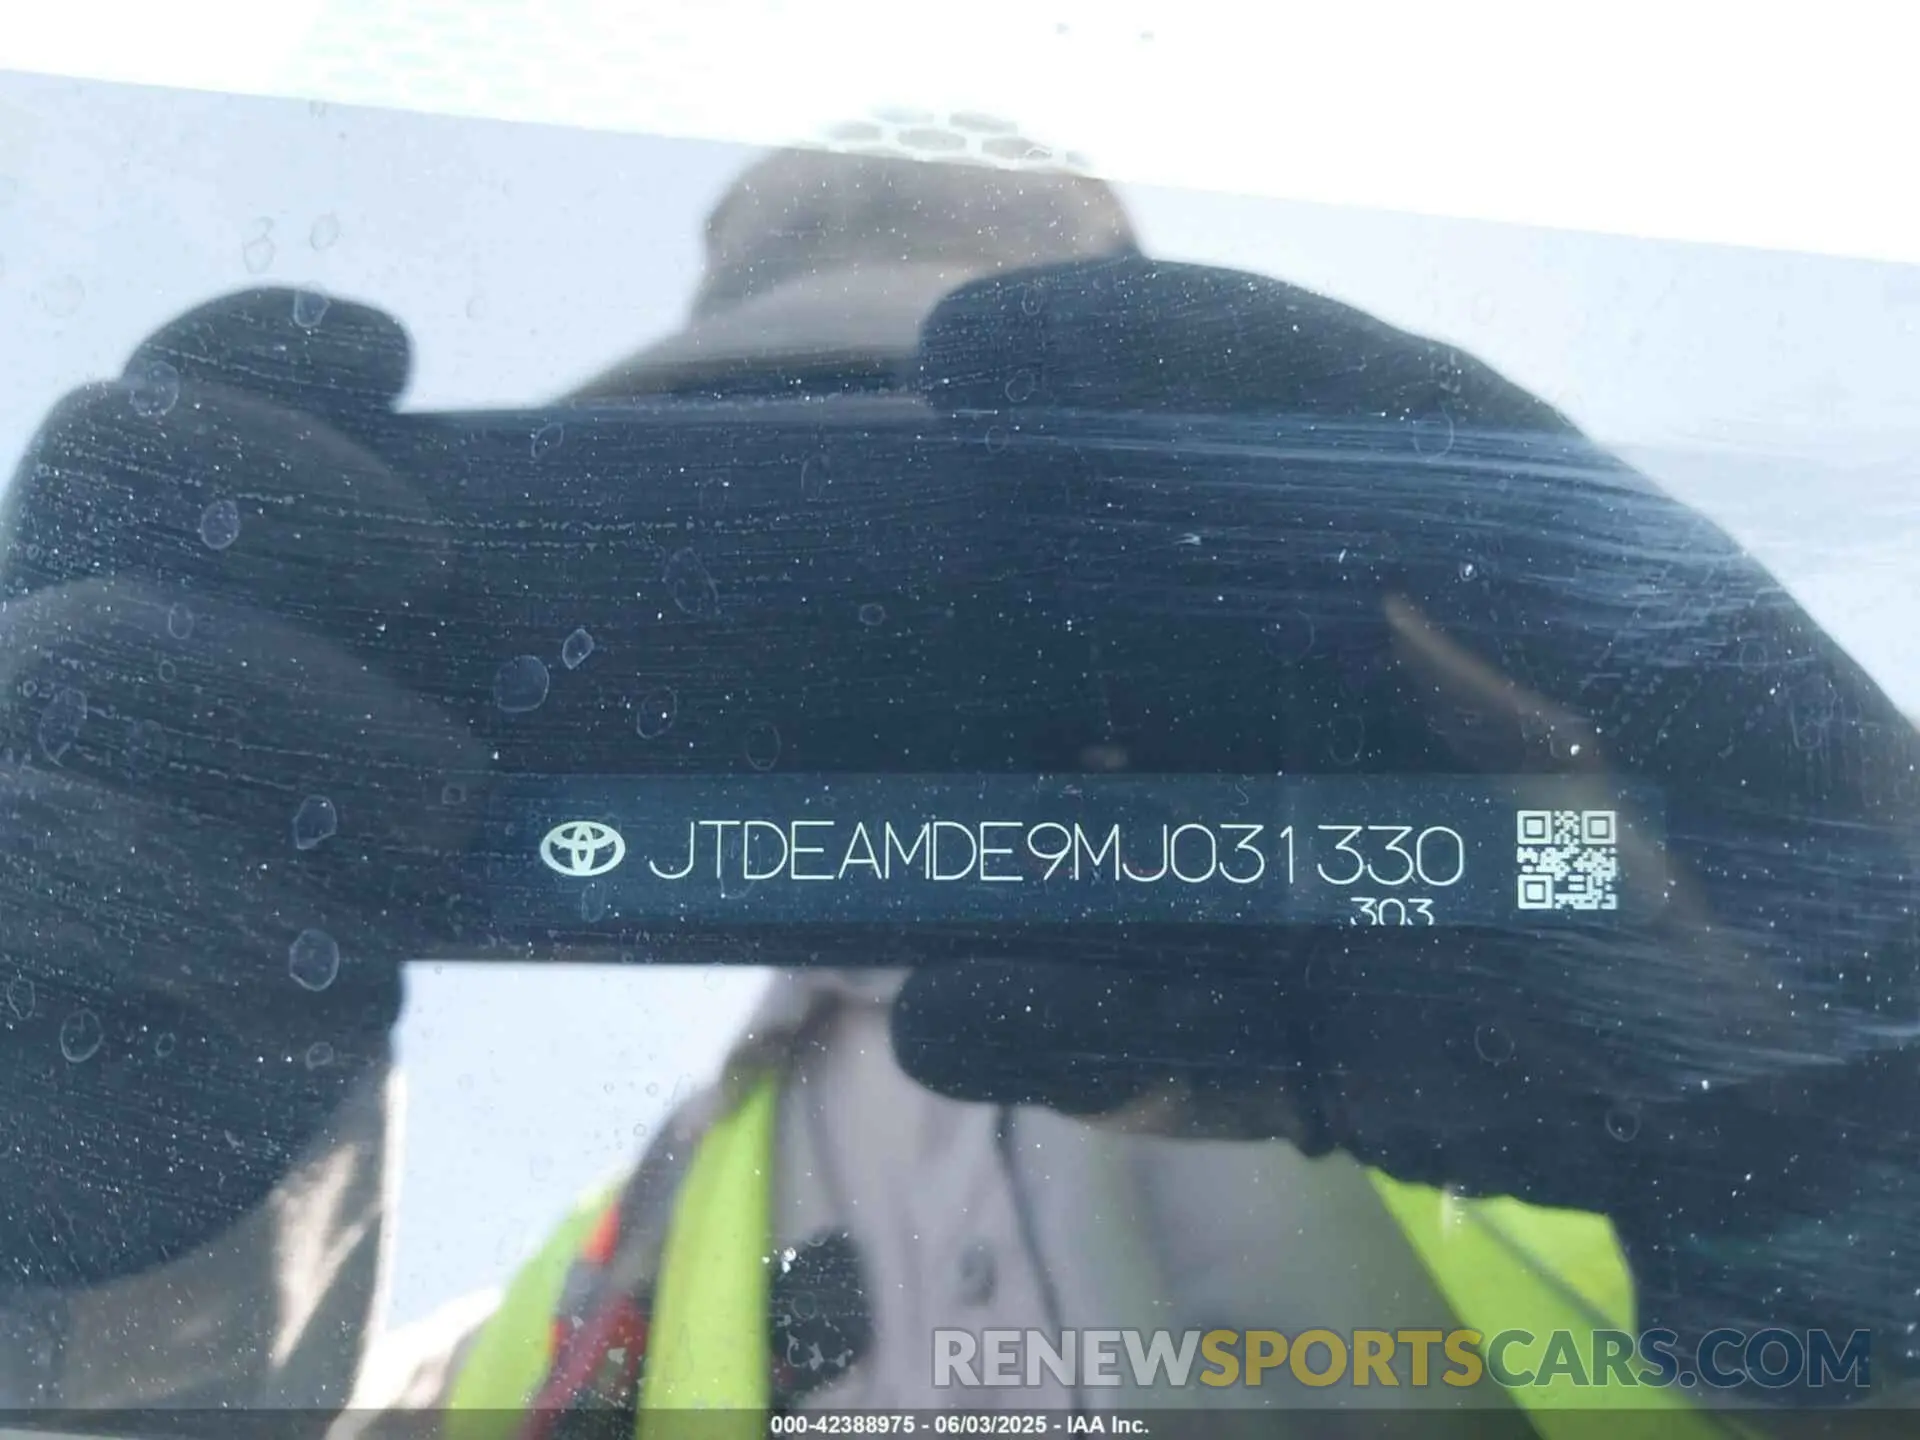 JTDEAMDE9MJ031330
303
RENEWSPORTSCARS.COM
000-42388975 - 06/03/2025 - IAA Inc.